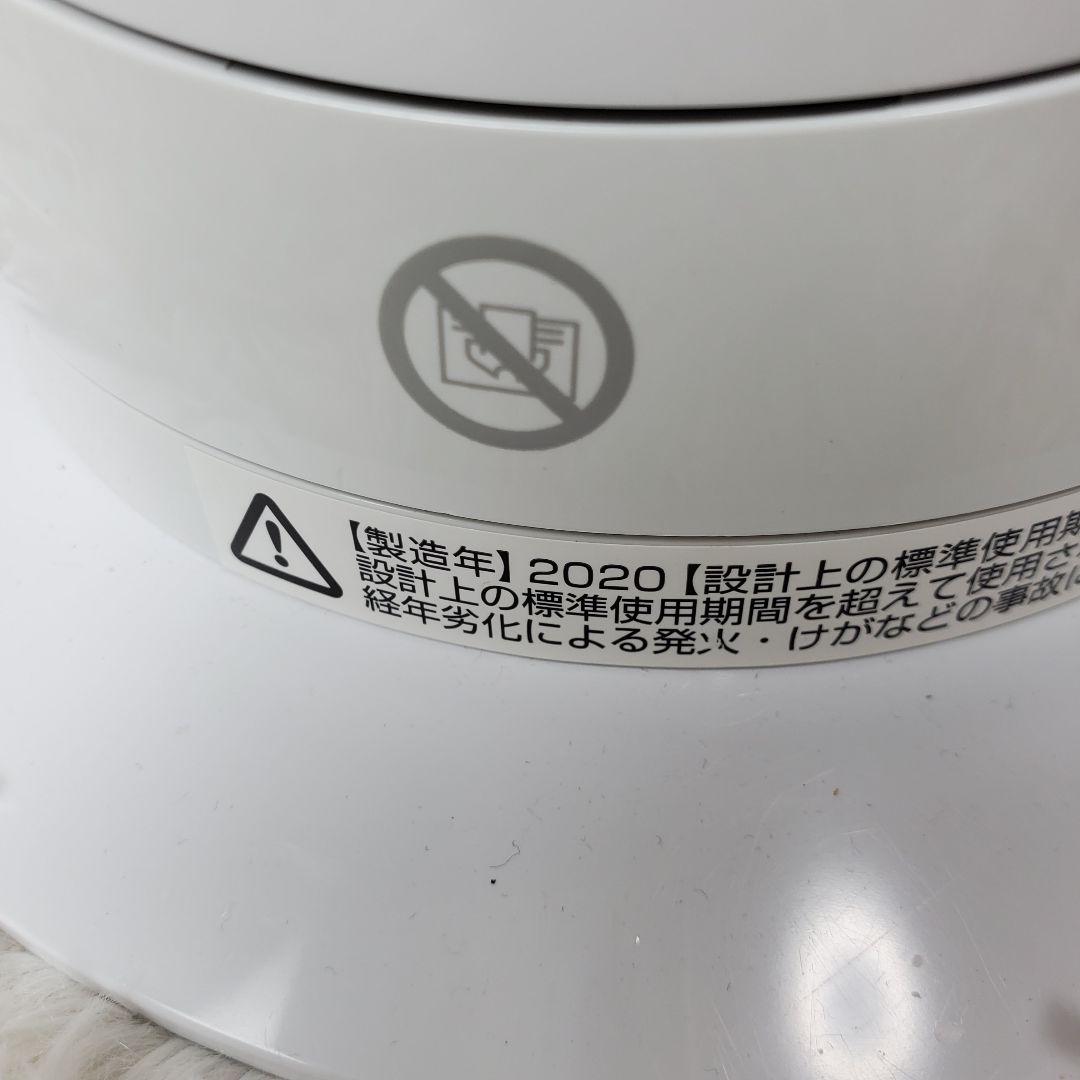 【製造年】2020【設計上の標準使用期
設計上の標準使用期間を超えて使用さ
経年劣化による発火・けがなどの事故に